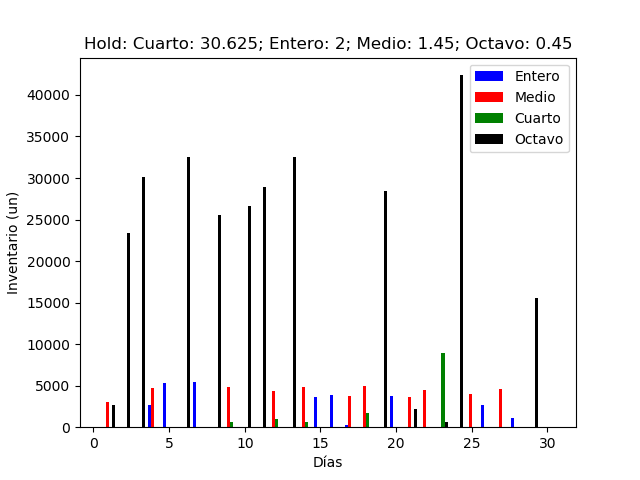 Hold: Cuarto: 30.625; Entero: 2; Medio: 1.45; Octavo: 0.45
Entero
Medio
Cuarto
Octavo
Inventario (un)
40000
35000
30000
25000
20000
15000
10000
5000
0
0 5 10 15 20 25 30
Días